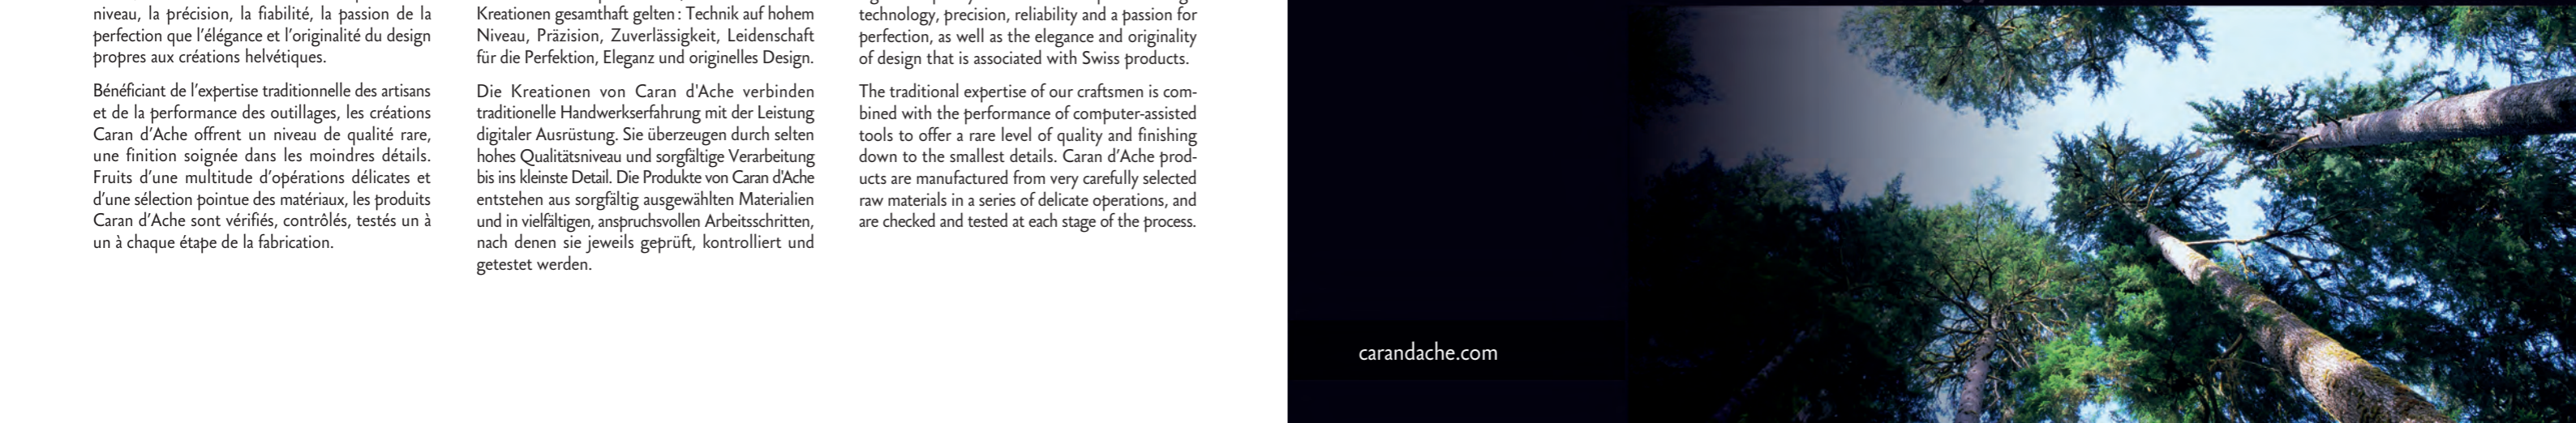 niveau, la précision, la fiabilité, la passion de la
perfection que l'élégance et l'originalité du design
propres aux créations helvétiques.
Bénéficiant de l'expertise traditionnelle des artisans
et de la performance des outillages, les créations
Caran d'Ache offrent un niveau de qualité rare,
une finition soignée dans les moindres détails.
Fruits d'une multitude d'opérations délicates et
d'une sélection pointue des matériaux, les produits
Caran d'Ache sont vérifiés, contrôlés, testés un à
un à chaque étape de la fabrication.
Kreationen gesamthaft gelten : Technik auf hohem
Niveau, Präzision, Zuverlässigkeit, Leidenschaft
für die Perfektion, Eleganz und originelles Design.
Die Kreationen von Caran d'Ache verbinden
traditionelle Handwerkserfahrung mit der Leistung
digitaler Ausrüstung. Sie überzeugen durch selten
hohes Qualitätsniveau und sorgfältige Verarbeitung
bis ins kleinste Detail. Die Produkte von Caran d'Ache
entstehen aus sorgfältig ausgewählten Materialien
und in vielfältigen, anspruchsvollen Arbeitsschritten,
nach denen sie jeweils geprüft, kontrolliert und
getestet werden.
technology, precision, reliability and a passion for
perfection, as well as the elegance and originality
of design that is associated with Swiss products.
The traditional expertise of our craftsmen is com-
bined with the performance of computer-assisted
tools to offer a rare level of quality and finishing
down to the smallest details. Caran d'Ache prod-
ucts are manufactured from very carefully selected
raw materials in a series of delicate operations, and
are checked and tested at each stage of the process.
carandache.com